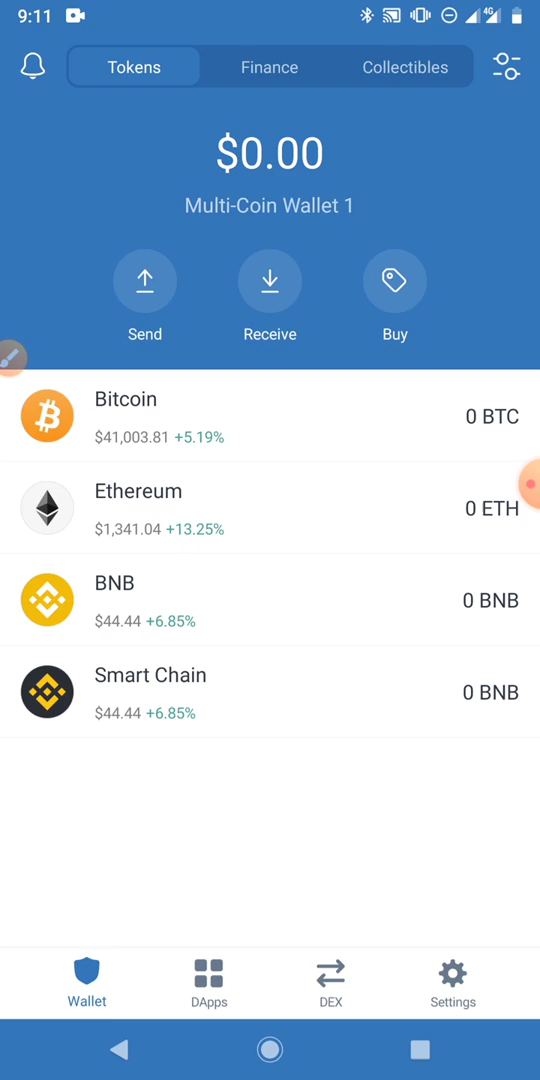 9:11
4G
Tokens Finance Collectibles
$0.00
Multi-Coin Wallet 1
Send Receive Buy
Bitcoin
0 BTC
$41,003.81 +5.19%
Ethereum
0 ETH
$1,341.04 +13.25%
BNB
0 BNB
$44.44 +6.85%
Smart Chain
0 BNB
$44.44 +6.85%
Wallet DApps DEX Settings